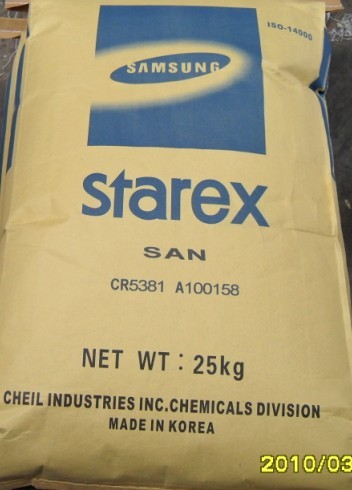 ISO-14000
SAMSUNG
Starex
SAN
CR5381 A100158
NET WT : 25kg
CHEIL INDUSTRIES INC.CHEMICALS DIVISION
MADE IN KOREA
2010/03